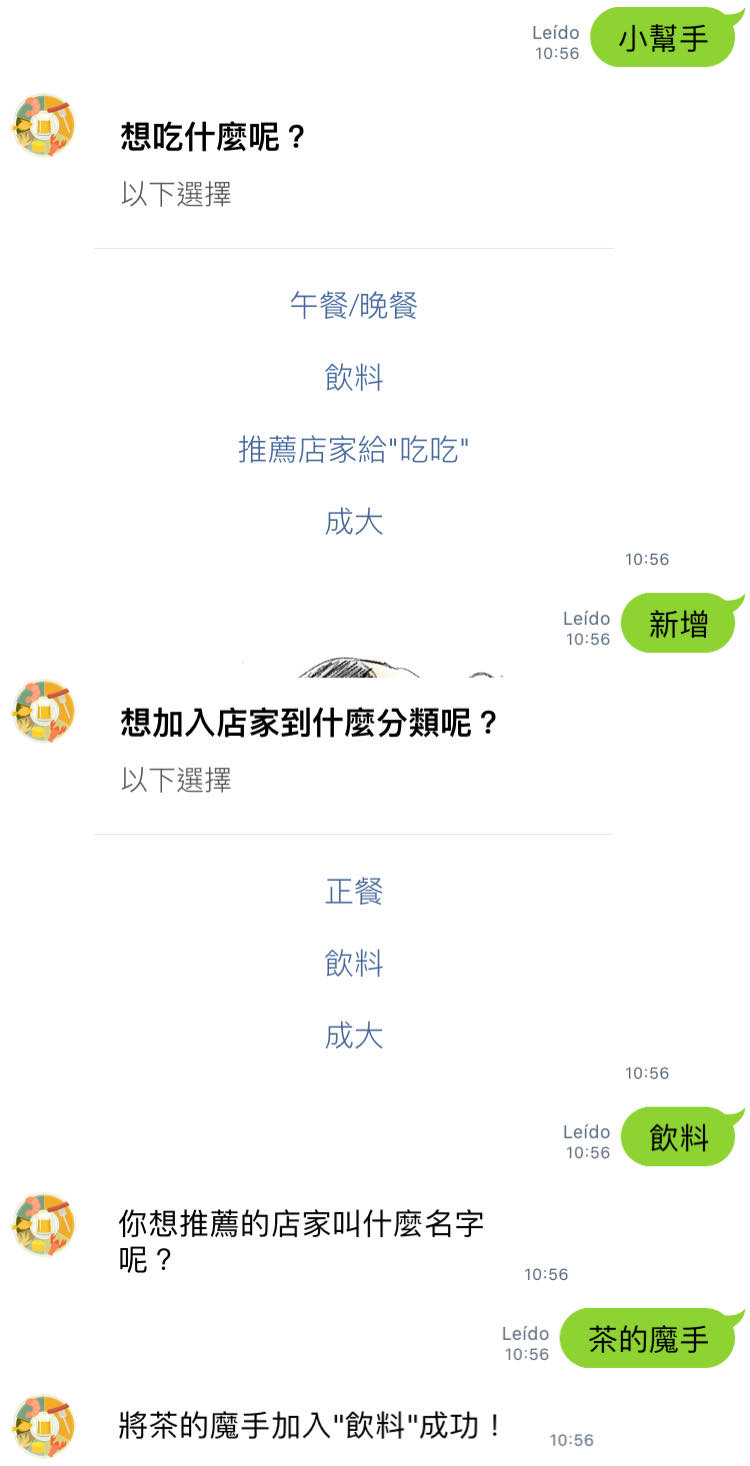 Leído
10:56
小幫手
想吃什麼呢？
以下選擇
午餐/晚餐
飲料
推薦店家給"吃吃"
成大
10:56
Leído
10:56
新增
想加入店家到什麼分類呢？
以下選擇
正餐
飲料
成大
10:56
Leído
10:56
飲料
你想推薦的店家叫什麼名字
呢？
10:56
Leído
10:56
茶的魔手
將茶的魔手加入"飲料"成功！
10:56